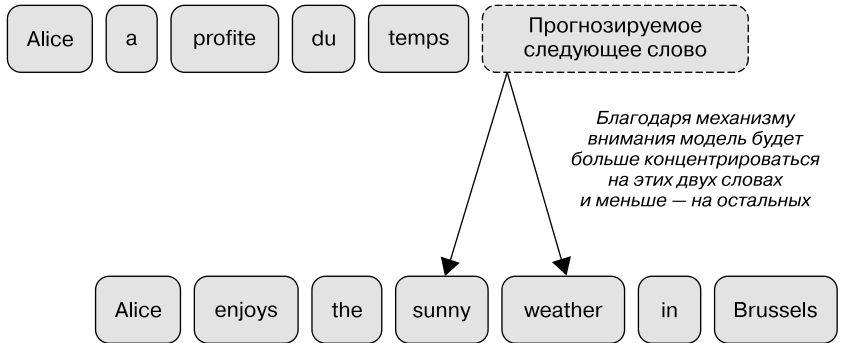 Alice a profite du temps Прогнозируемое
следующее слово
Благодаря механизму
внимания модель будет
больше концентрироваться
на этих двух словах
и меньше — на остальных
Alice enjoys the sunny weather in Brussels